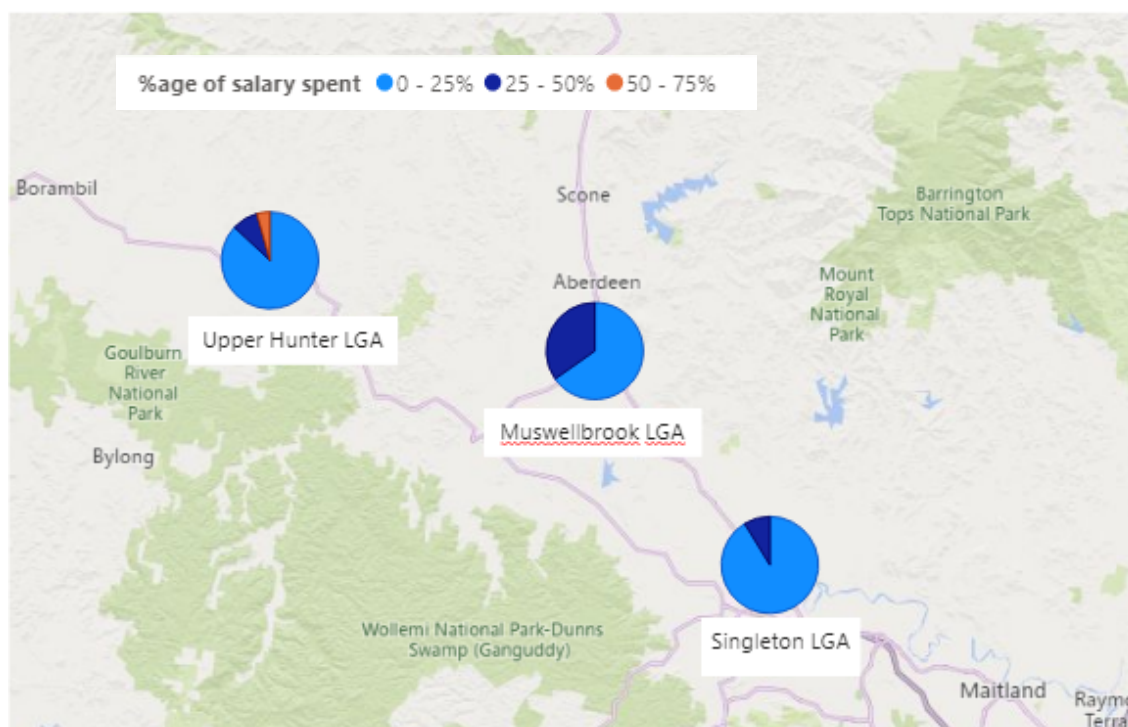 %age of salary spent 0 - 25% 25 - 50% 50 - 75%
Borambil
Scone
Barrington
Tops National Park
Aberdeen
Mount
Royal
National
Park
Upper Hunter LGA
Goulburn
River
National
Park
Muswellbrook LGA
Bylong
Wollemi National Park-Dunns
Swamp (Ganguddy)
Singleton LGA
Maitland
Raymo
Terra